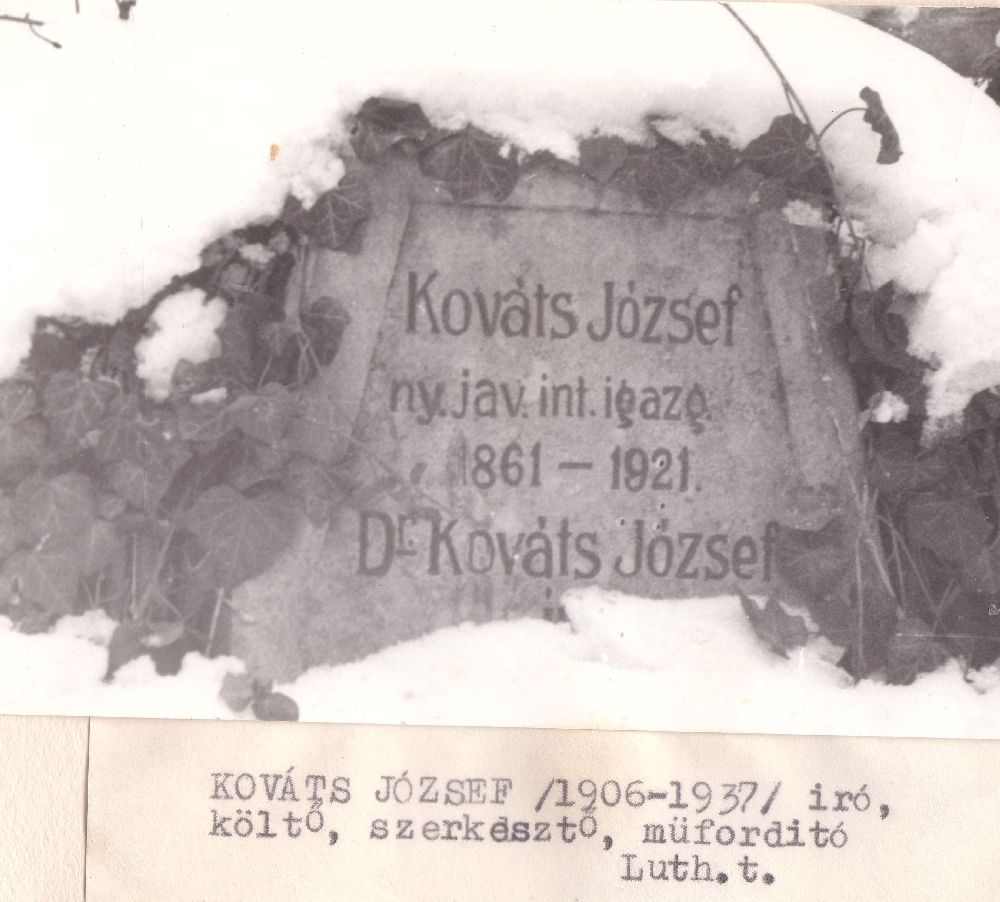 Kováts József
ny. jav. int. igazg.
1861 – 1921.
Dr. Kováts József
KOVÁTS JÓZSEF /1906-1937/ iró,
költő, szerkésztő, müforditó
Luth.t.